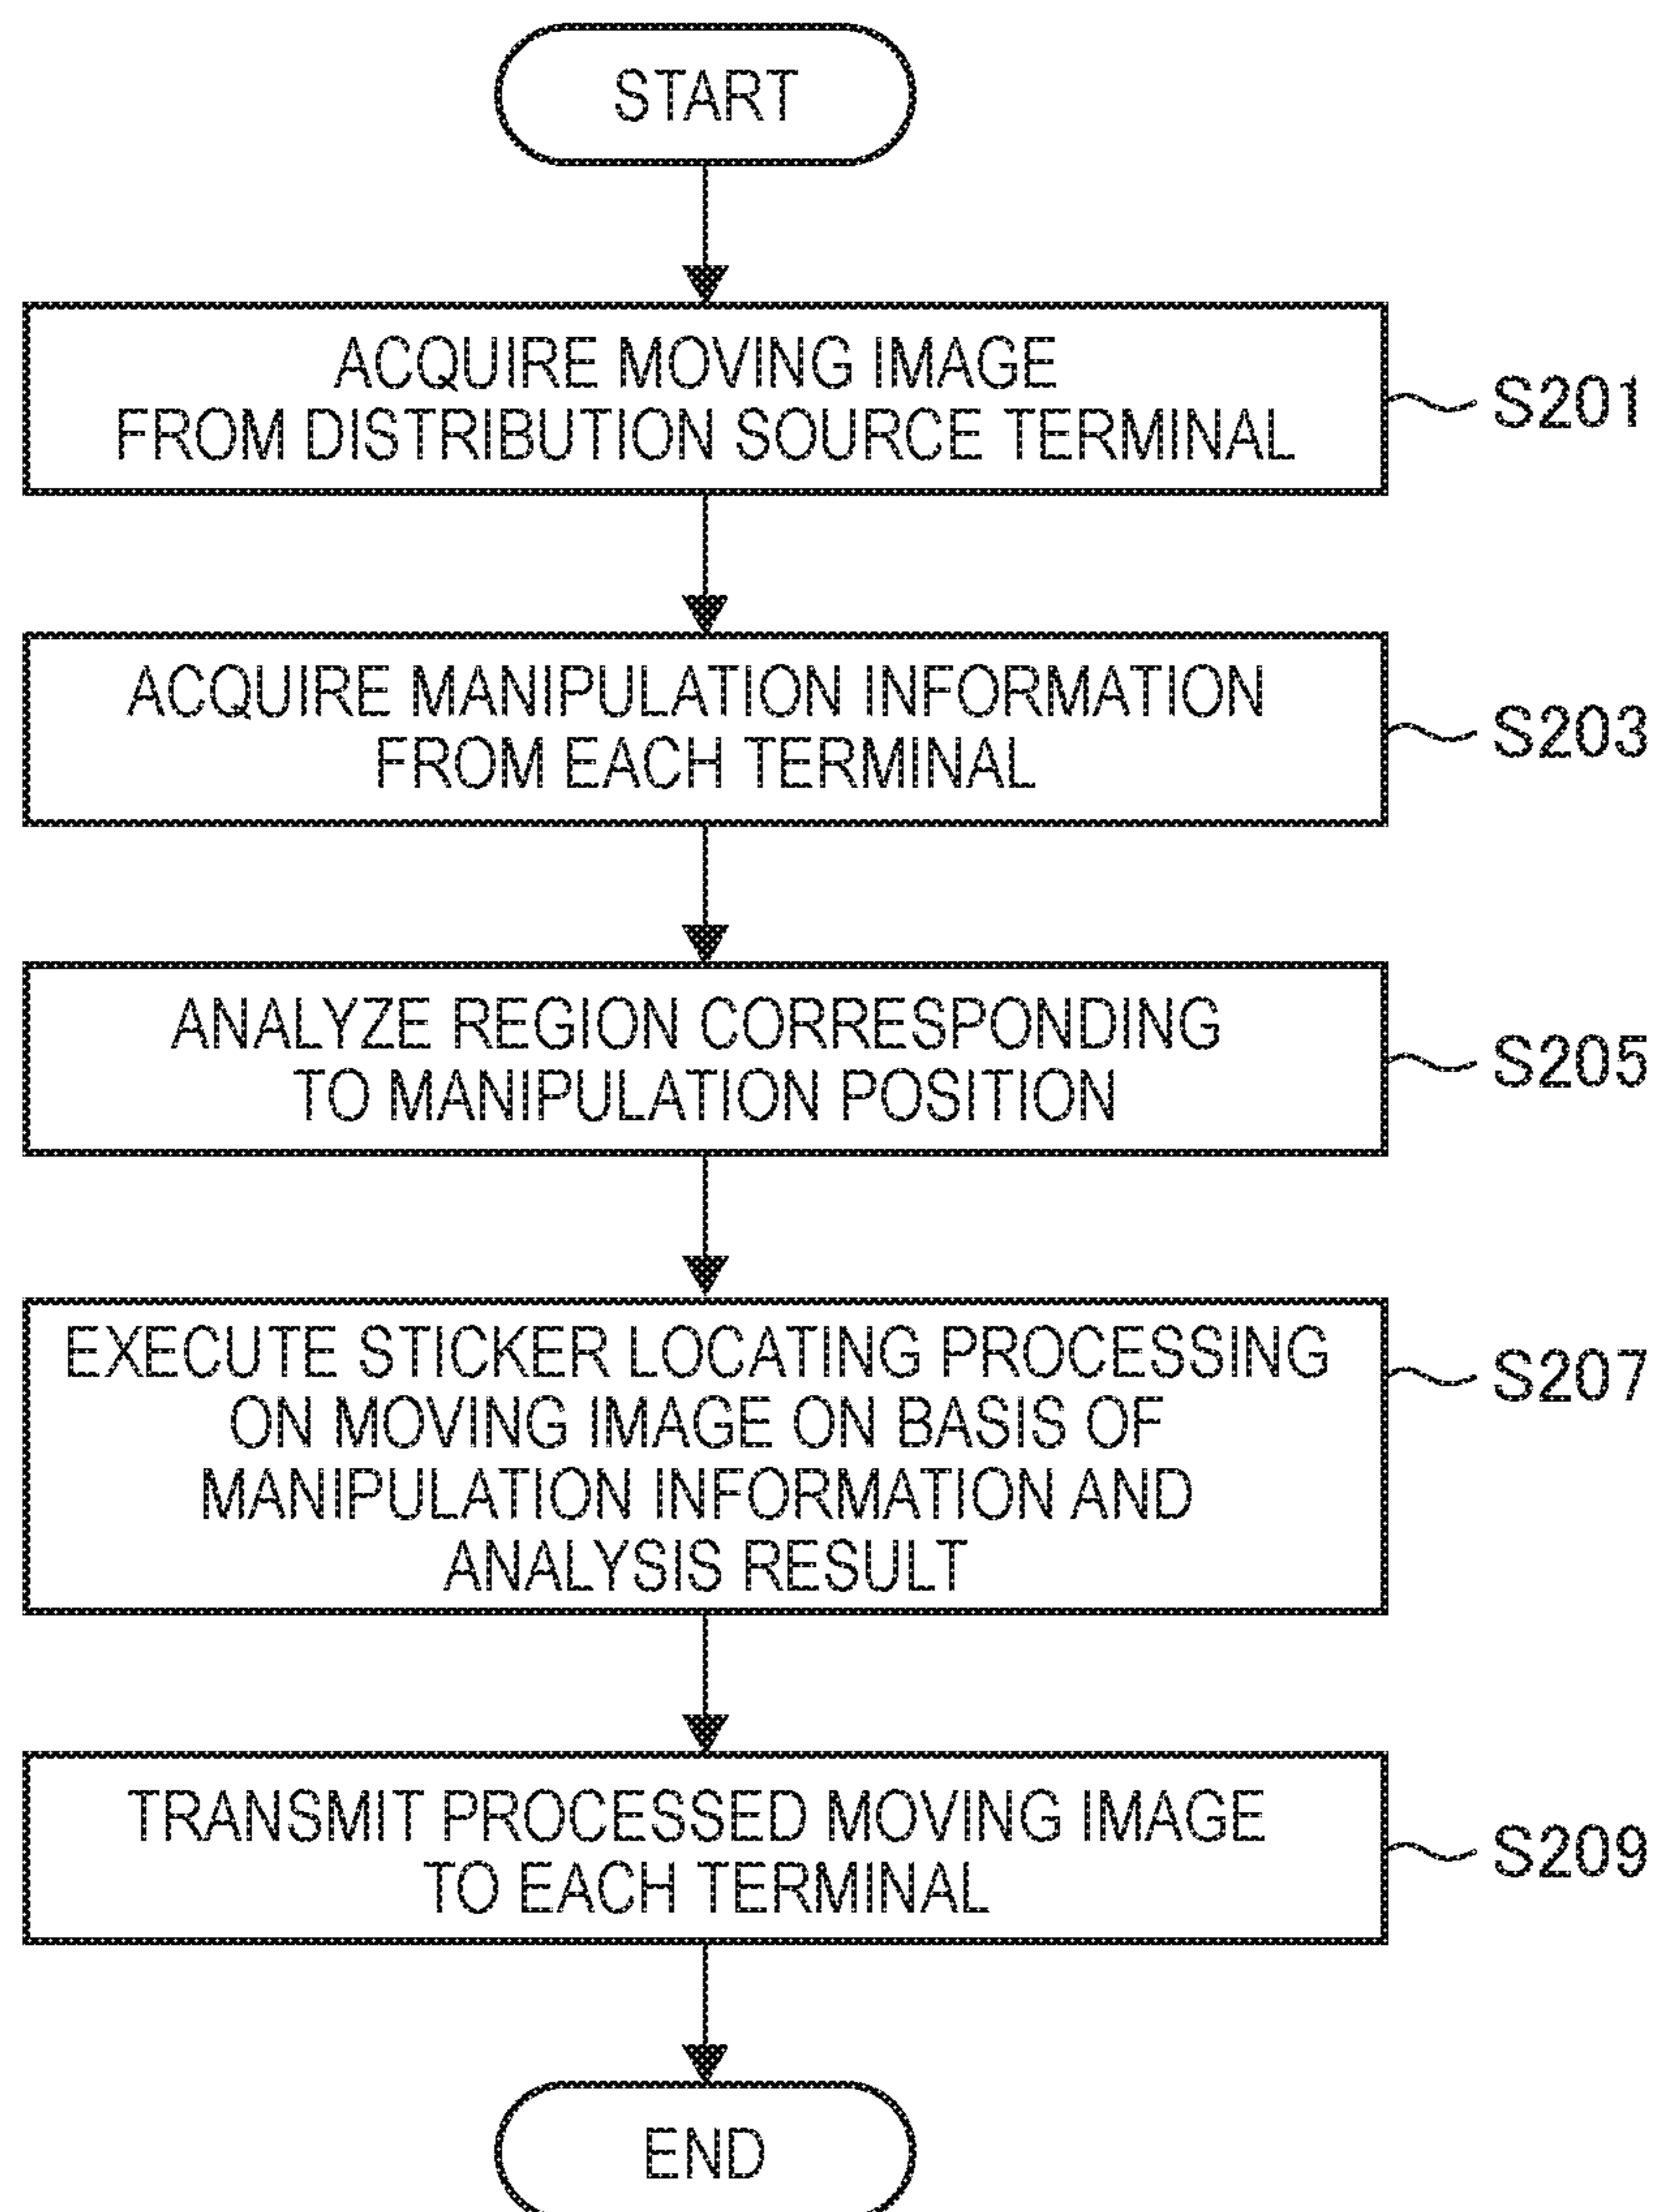 START
ACQUIRE MOVING IMAGE
FROM DISTRIBUTION SOURCE TERMINAL
S201
ACQUIRE MANIPULATION INFORMATION
FROM EACH TERMINAL
S203
ANALYZE REGION CORRESPONDING
TO MANIPULATION POSITION
S205
EXECUTE STICKER LOCATING PROCESSING
ON MOVING IMAGE ON BASIS OF
MANIPULATION INFORMATION AND
ANALYSIS RESULT
S207
TRANSMIT PROCESSED MOVING IMAGE
TO EACH TERMINAL
S209
END